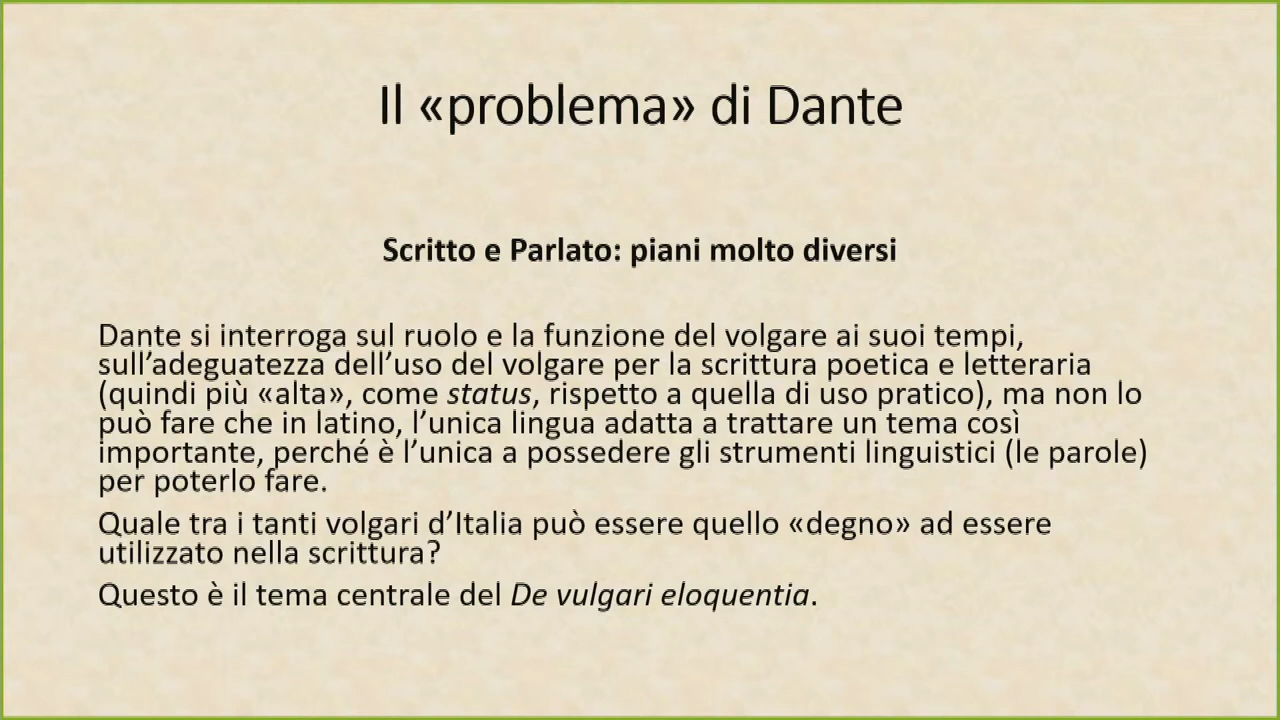 Il «problema» di Dante
Scritto e Parlato: piani molto diversi
Dante si interroga sul ruolo e la funzione del volgare ai suoi tempi,
sull’adeguatezza dell’uso del volgare per la scrittura poetica e letteraria
(quindi più «alta», come status, rispetto a quella di uso pratico), ma non lo
può fare che in latino, l’unica lingua adatta a trattare un tema così
importante, perché è l’unica a possedere gli strumenti linguistici (le parole)
per poterlo fare.
Quale tra i tanti volgari d’Italia può essere quello «degno» ad essere
utilizzato nella scrittura?
Questo è il tema centrale del De vulgari eloquentia.